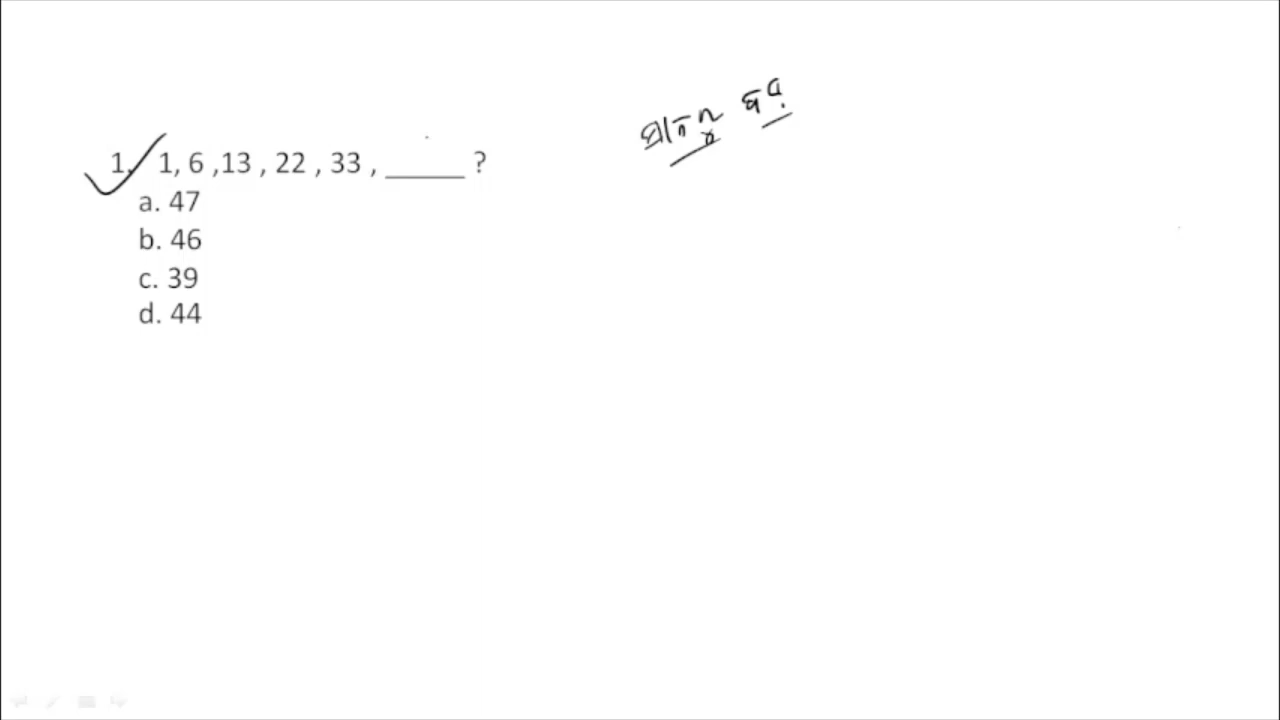 1. 1, 6 ,13 , 22 , 33 , ______ ?
a. 47
b. 46
c. 39
d. 44